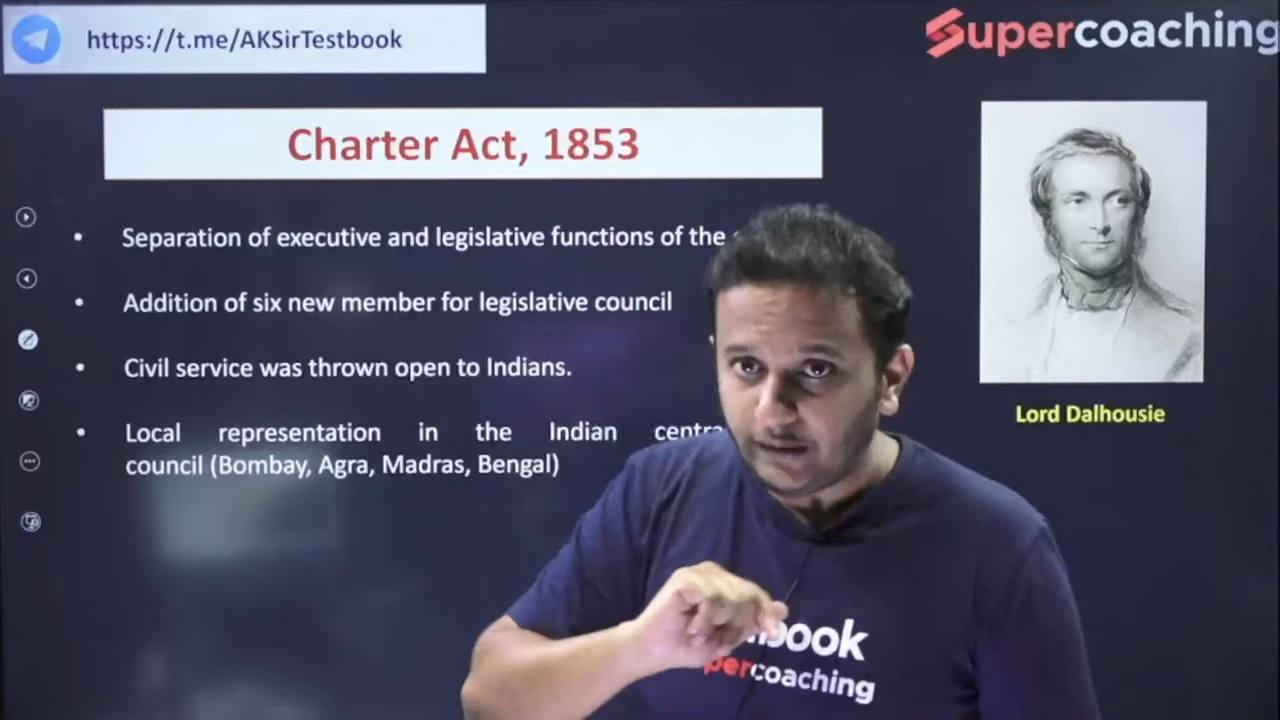 https://t.me/AKSirTestbook
Supercoaching
Charter Act, 1853
• Separation of executive and legislative functions of the
• Addition of six new member for legislative council
• Civil service was thrown open to Indians.
• Local representation in the Indian
council (Bombay, Agra, Madras, Bengal)
Lord Dalhousie
coaching